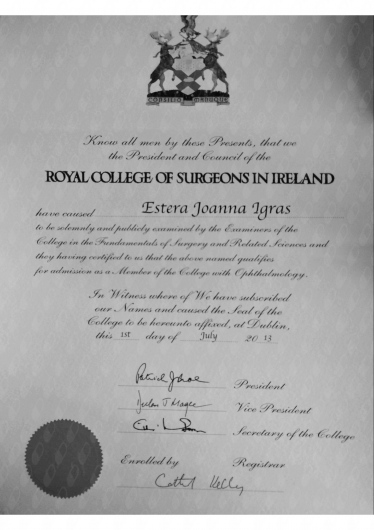 CONSILIO MANUQUE
Know all men by these Presents, that we
the President and Council of the
ROYAL COLLEGE OF SURGEONS IN IRELAND
have caused Estera Joanna Igras
to be solemnly and publicly examined by the Examiners of the
College in the Fundamentals of Surgery and Related Sciences and
they having certified to us that the above named qualifies
for admission as a Member of the College with Ophthalmology.
In Witness where of We have subscribed
our Names and caused the Seal of the
College to be hereunto affixed, at Dublin,
this 1st day of July 2013
President
Vice President
Secretary of the College
Enrolled by Registrar
Kelly